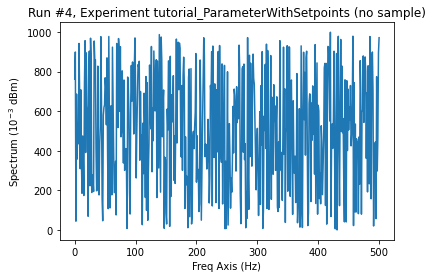 Run #4, Experiment tutorial_ParameterWithSetpoints (no sample)
1000
800
600
400
200
0
Spectrum (10⁻³ dBm)
0 100 200 300 400 500
Freq Axis (Hz)